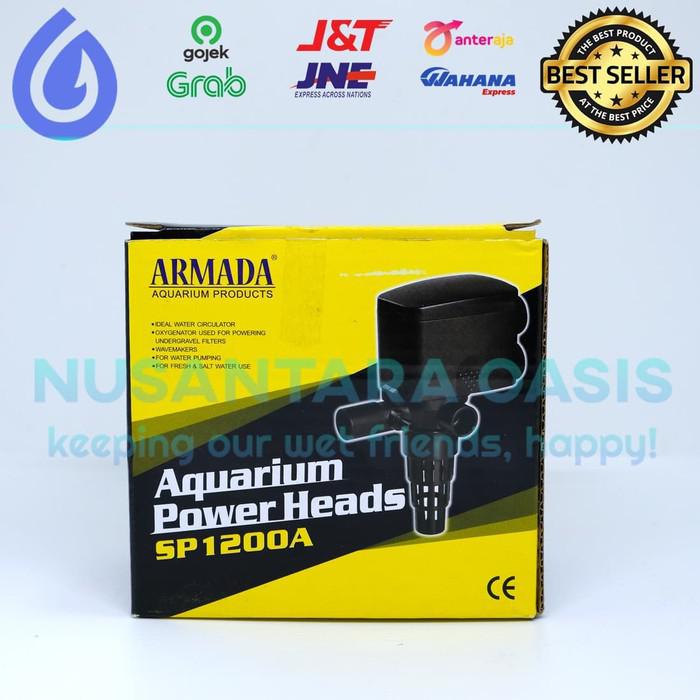 gojek
Grab
J&T
EXPRESS
JNE
EXPRESS ACROSS NATIONS
anteraja
WAHANA
Express
THE BEST PRODUCT
BEST SELLER
AT THE BEST PRICE
ARMADA®
AQUARIUM PRODUCTS
•IDEAL WATER CIRCULATOR
•OXYGENATOR USED FOR POWERING
UNDERGRAVEL FILTERS
•WAVEMAKERS
•FOR WATER PUMPING
•FOR FRESH & SALT WATER USE
NUSANTARA OASIS
keeping our wet friends, happy!
Aquarium
Power Heads
SP1200A
CE